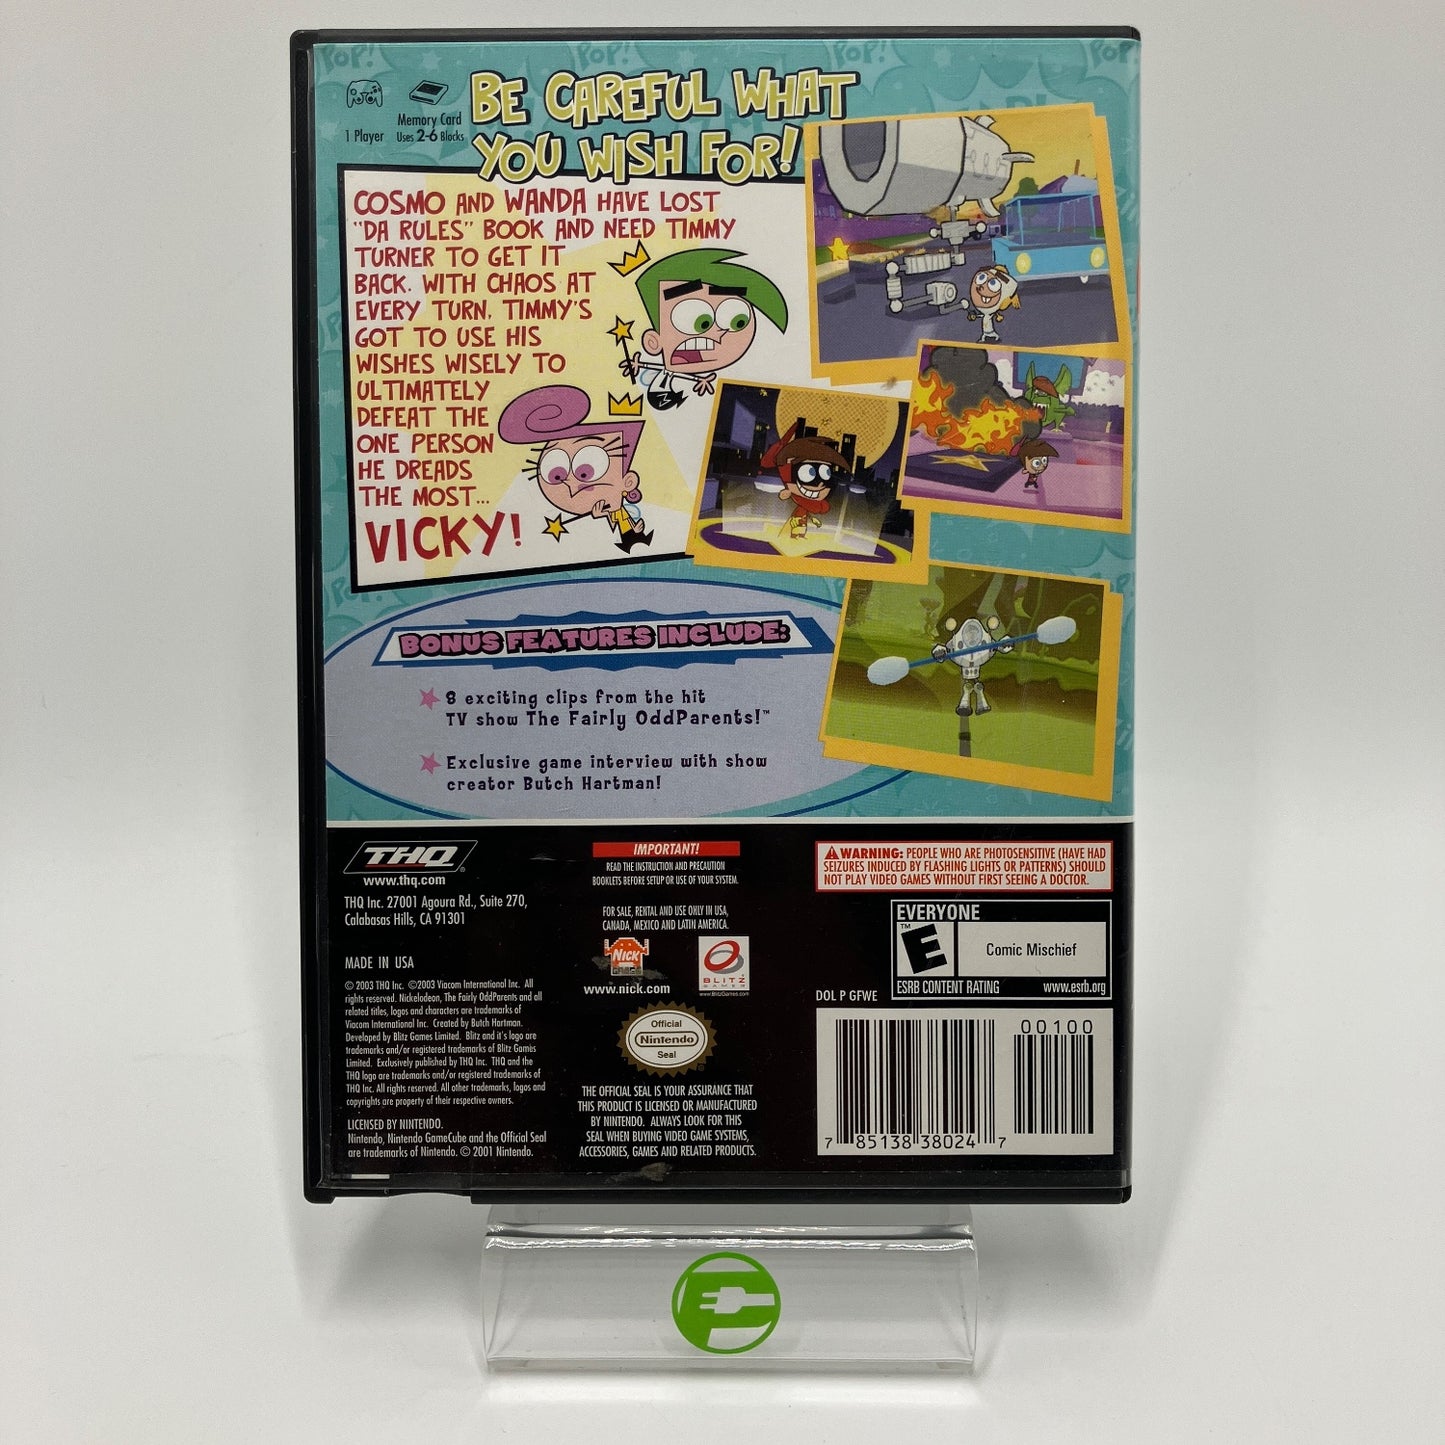 BE CAREFUL WHAT
YOU WISH FOR!
1 Player
Memory Card
Uses 2-6 Blocks
COSMO AND WANDA HAVE LOST
"DA RULES" BOOK AND NEED TIMMY
TURNER TO GET IT
BACK. WITH CHAOS AT
EVERY TURN, TIMMY'S
GOT TO USE HIS
WISHES WISELY TO
ULTIMATELY
DEFEAT THE
ONE PERSON
HE DREADS
THE MOST...
VICKY!
BONUS FEATURES INCLUDE:
8 exciting clips from the hit
TV show The Fairly OddParents!™
Exclusive game interview with show
creator Butch Hartman!
THQ®
www.thq.com
THQ Inc. 27001 Agoura Rd., Suite 270,
Calabasas Hills, CA 91301
MADE IN USA
© 2003 THQ Inc. ©2003 Viacom International Inc. All
rights reserved. Nickelodeon, The Fairly OddParents and all
related titles, logos and characters are trademarks of
Viacom International Inc. Created by Butch Hartman.
Developed by Blitz Games Limited. Blitz and it's logo are
trademarks and/or registered trademarks of Blitz Games
Limited. Exclusively published by THQ Inc. THQ and the
THQ logo are trademarks and/or registered trademarks of
THQ Inc. All rights reserved. All other trademarks, logos and
copyrights are property of their respective owners.
LICENSED BY NINTENDO.
Nintendo, Nintendo GameCube and the Official Seal
are trademarks of Nintendo. © 2001 Nintendo.
IMPORTANT!
READ THE INSTRUCTION AND PRECAUTION
BOOKLETS BEFORE SETUP OR USE OF YOUR SYSTEM.
FOR SALE, RENTAL AND USE ONLY IN USA,
CANADA, MEXICO AND LATIN AMERICA.
NICK
GAMES
www.nick.com
BLITZ
GAMES
www.BlitzGames.com
Official
Nintendo
Seal
THE OFFICIAL SEAL IS YOUR ASSURANCE THAT
THIS PRODUCT IS LICENSED OR MANUFACTURED
BY NINTENDO. ALWAYS LOOK FOR THIS
SEAL WHEN BUYING VIDEO GAME SYSTEMS,
ACCESSORIES, GAMES AND RELATED PRODUCTS.
WARNING: PEOPLE WHO ARE PHOTOSENSITIVE (HAVE HAD
SEIZURES INDUCED BY FLASHING LIGHTS OR PATTERNS) SHOULD
NOT PLAY VIDEO GAMES WITHOUT FIRST SEEING A DOCTOR.
EVERYONE
E™
Comic Mischief
ESRB CONTENT RATING www.esrb.org
DOL P GFWE
00100
7 85138 38024 7